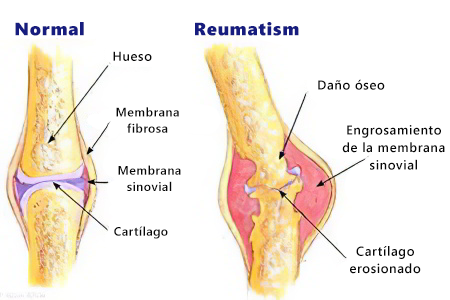 Normal
Reumatism
Hueso
Membrana
fibrosa
Membrana
sinovial
Cartílago
Daño óseo
Engrosamiento
de la membrana
sinovial
Cartílago
erosionado